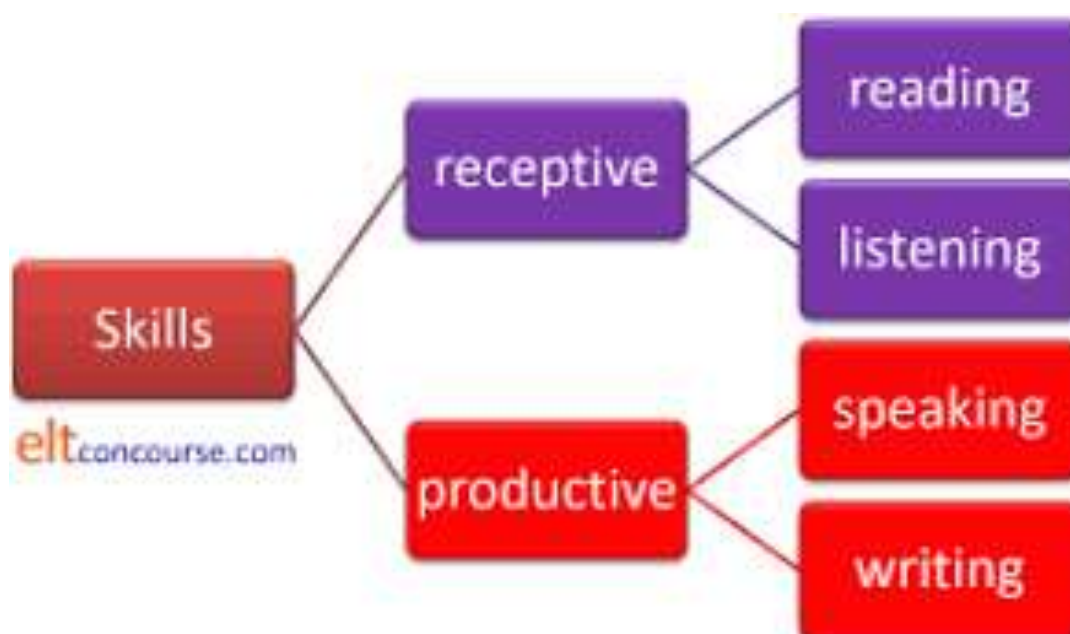 Skills
eltconcourse.com
receptive
productive
reading
listening
speaking
writing